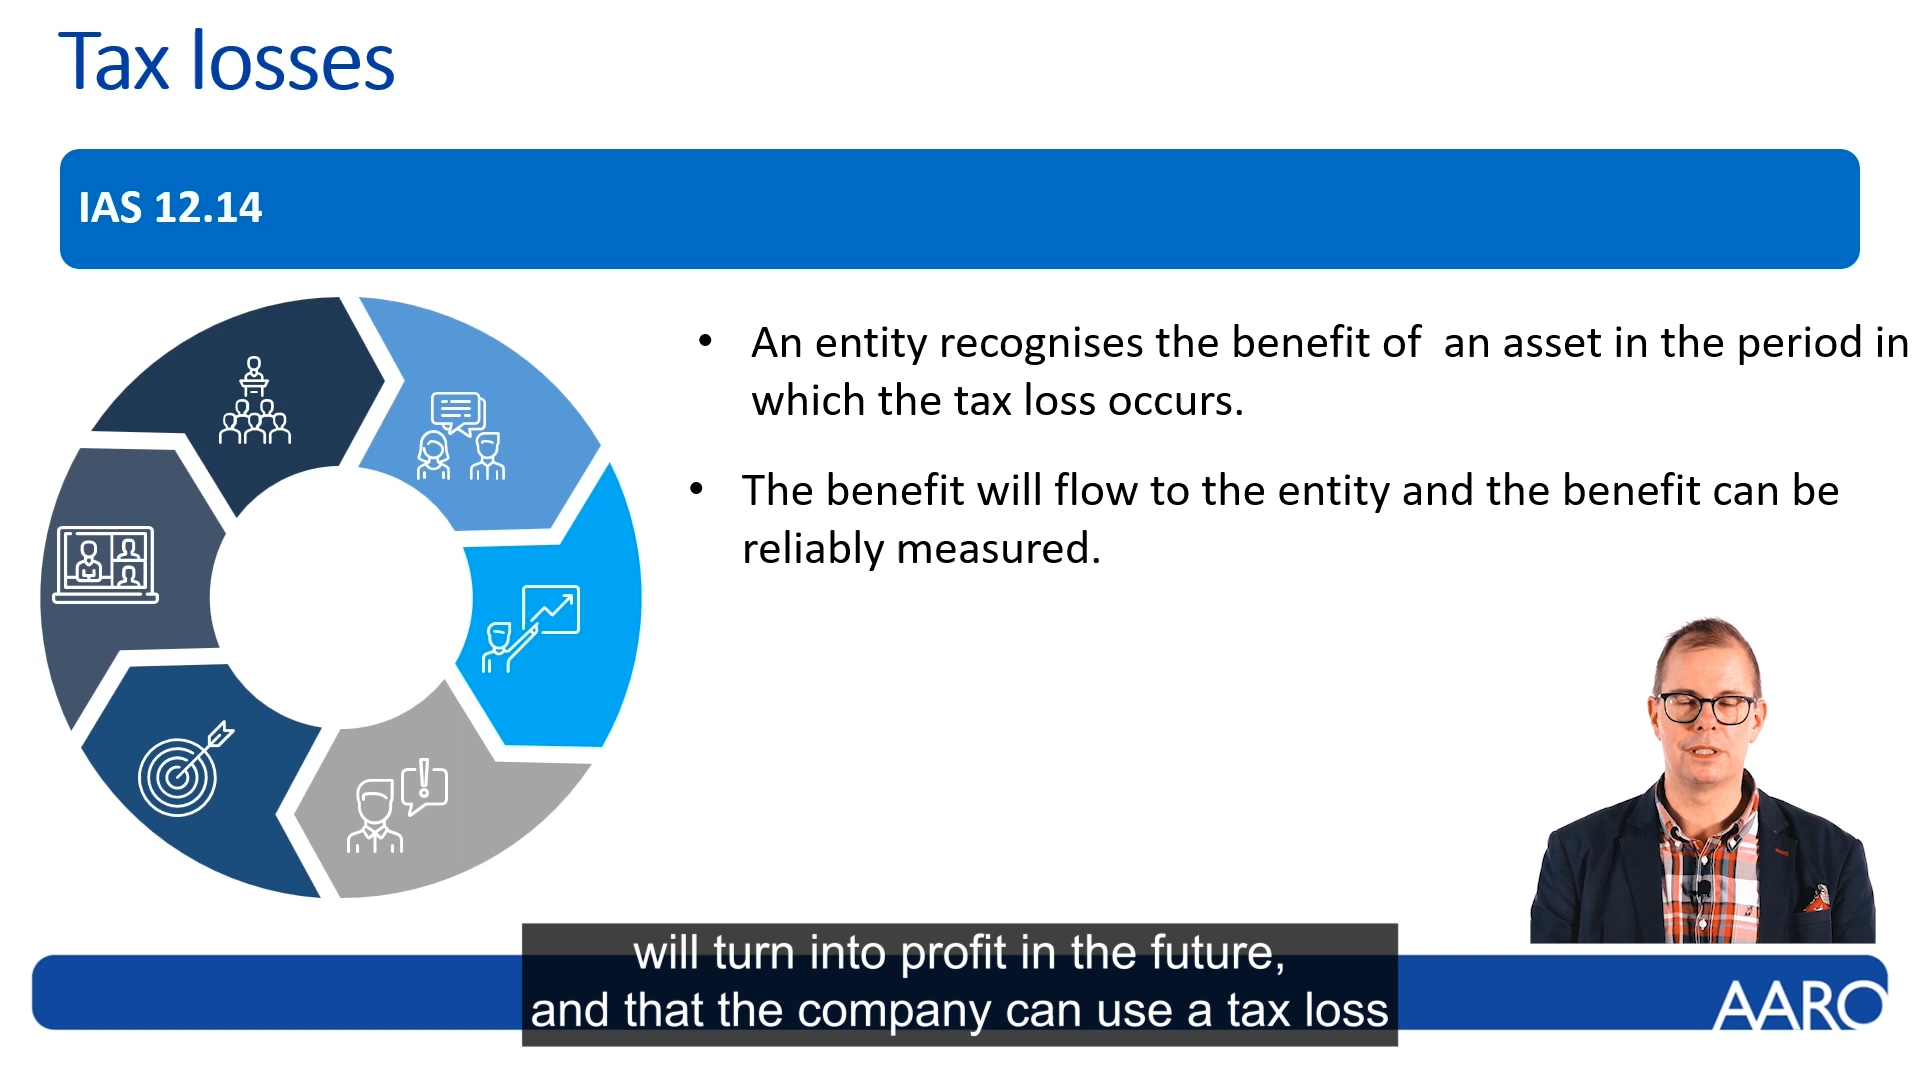 Tax losses
IAS 12.14
• An entity recognises the benefit of  an asset in the period in
which the tax loss occurs.
• The benefit will flow to the entity and the benefit can be
reliably measured.
will turn into profit in the future,
and that the company can use a tax loss
AARO